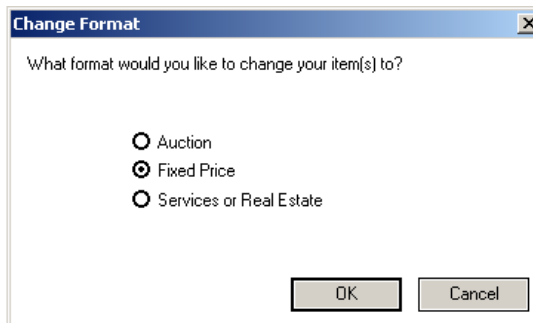 Change Format
What format would you like to change your item(s) to?
Auction
Fixed Price
Services or Real Estate
OK Cancel